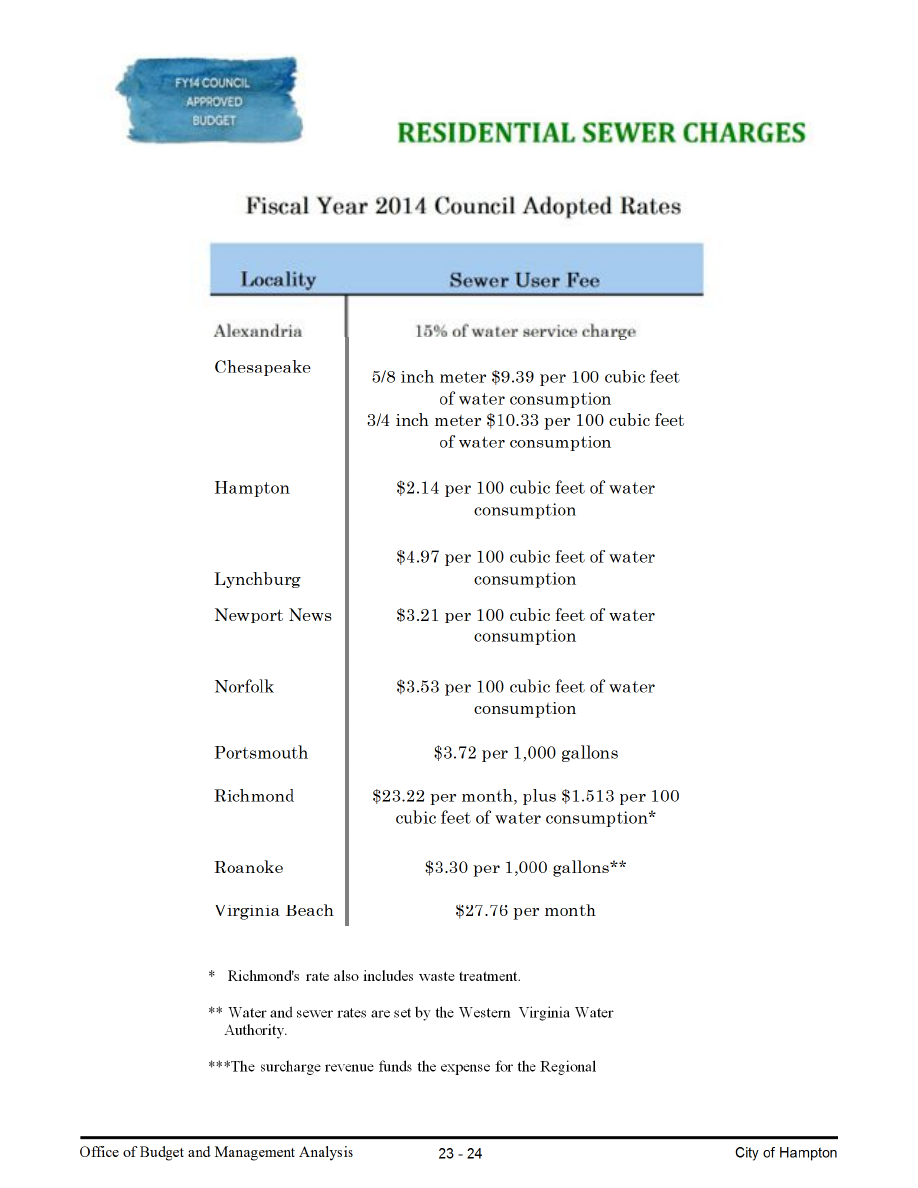 FY14 COUNCIL
APPROVED
BUDGET
RESIDENTIAL SEWER CHARGES
Fiscal Year 2014 Council Adopted Rates
Locality Sewer User Fee
Alexandria 15% of water service charge
Chesapeake
5/8 inch meter $9.39 per 100 cubic feet
of water consumption
3/4 inch meter $10.33 per 100 cubic feet
of water consumption
Hampton $2.14 per 100 cubic feet of water
consumption
$4.97 per 100 cubic feet of water
Lynchburg consumption
Newport News $3.21 per 100 cubic feet of water
consumption
Norfolk $3.53 per 100 cubic feet of water
consumption
Portsmouth $3.72 per 1,000 gallons
Richmond $23.22 per month, plus $1.513 per 100
cubic feet of water consumption*
Roanoke $3.30 per 1,000 gallons**
Virginia Beach $27.76 per month
* Richmond's rate also includes waste treatment.
** Water and sewer rates are set by the Western Virginia Water
Authority.
***The surcharge revenue funds the expense for the Regional
Office of Budget and Management Analysis 23 - 24 City of Hampton